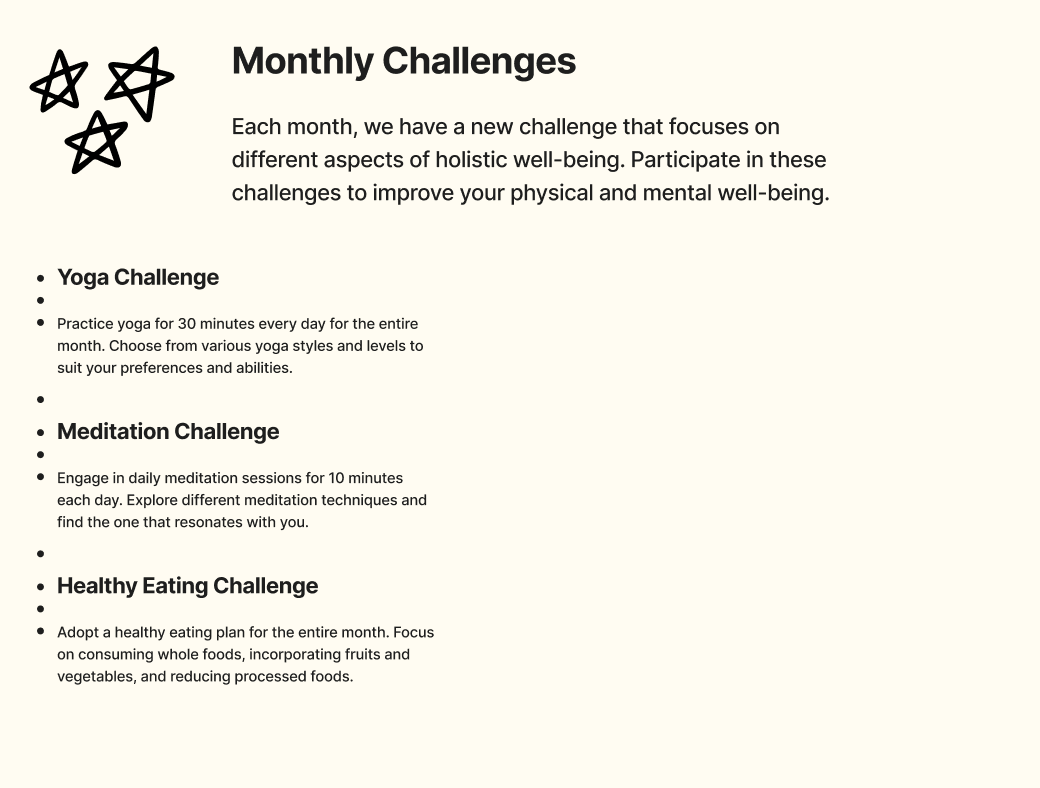 Monthly Challenges
Each month, we have a new challenge that focuses on
different aspects of holistic well-being. Participate in these
challenges to improve your physical and mental well-being.
• Yoga Challenge
•
• Practice yoga for 30 minutes every day for the entire
month. Choose from various yoga styles and levels to
suit your preferences and abilities.
•
• Meditation Challenge
•
• Engage in daily meditation sessions for 10 minutes
each day. Explore different meditation techniques and
find the one that resonates with you.
•
• Healthy Eating Challenge
•
• Adopt a healthy eating plan for the entire month. Focus
on consuming whole foods, incorporating fruits and
vegetables, and reducing processed foods.